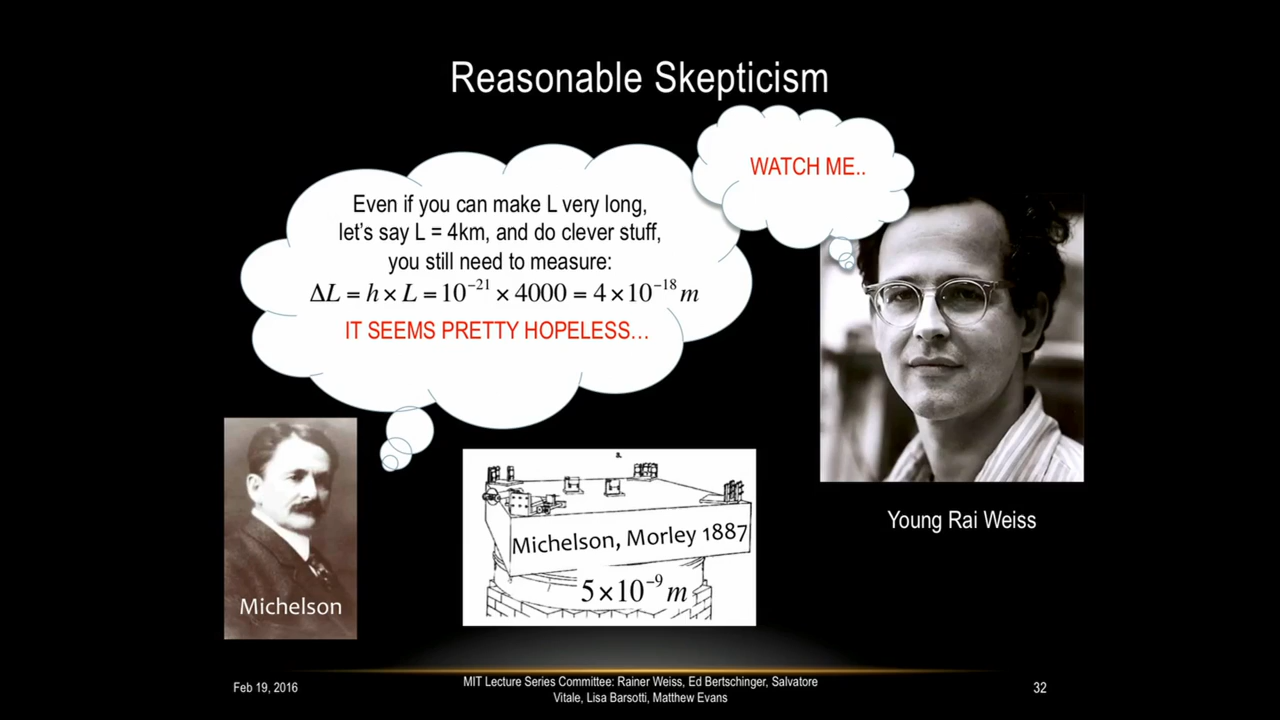 Reasonable Skepticism
WATCH ME..
Even if you can make L very long,
let's say L = 4km, and do clever stuff,
you still need to measure:
ΔL = h × L = 10⁻²¹ × 4000 = 4 × 10⁻¹⁸ m
IT SEEMS PRETTY HOPELESS…
Michelson, Morley 1887
5×10⁻⁹ m
Michelson
Young Rai Weiss
Feb 19, 2016
MIT Lecture Series Committee: Rainer Weiss, Ed Bertschinger, Salvatore
Vitale, Lisa Barsotti, Matthew Evans
32